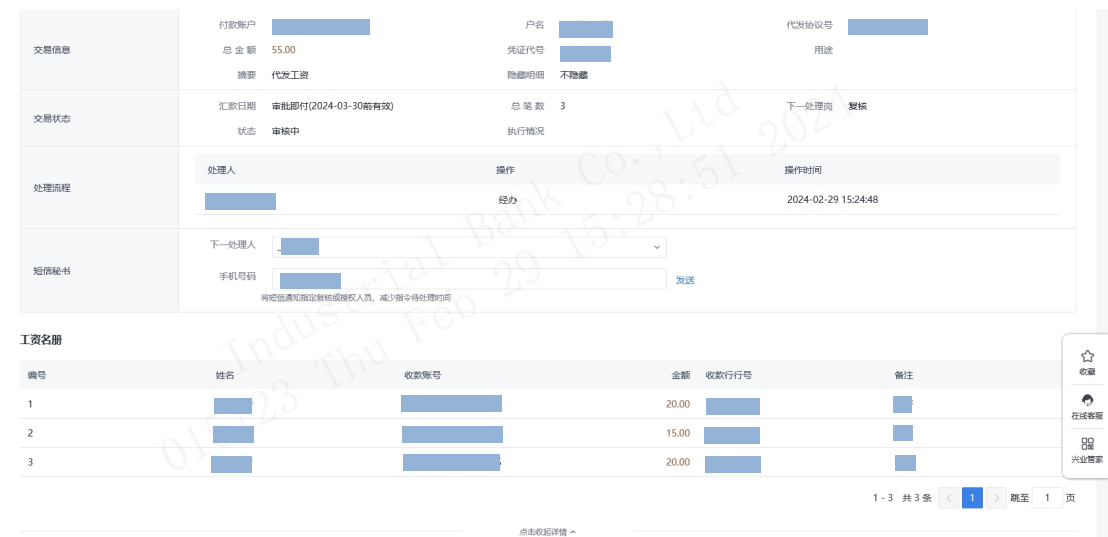 付款账户 户名 代发协议号
交易信息 总金额 55.00 凭证代号 用途
摘要 代发工资 隐藏明细 不隐藏
汇款日期 审批即付(2024-03-30前有效) 总笔数 3 下一处理岗 复核
交易状态
状态 审核中 执行情况
处理人 操作 操作时间
处理流程
经办 2024-02-29 15:24:48
下一处理人
短信秘书
手机号码 发送
将短信通知指定复核或授权人员，减少指令待处理时间
工资名册
编号 姓名 收款账号 金额 收款行行号 备注
1 20.00
2 15.00
3 20.00
收藏
在线客服
兴业管家
1 - 3 共 3 条 1 跳至 1 页
点击收起详情
Industrial Bank Co.,Ltd
Thu Feb 29 15:28:51 2024